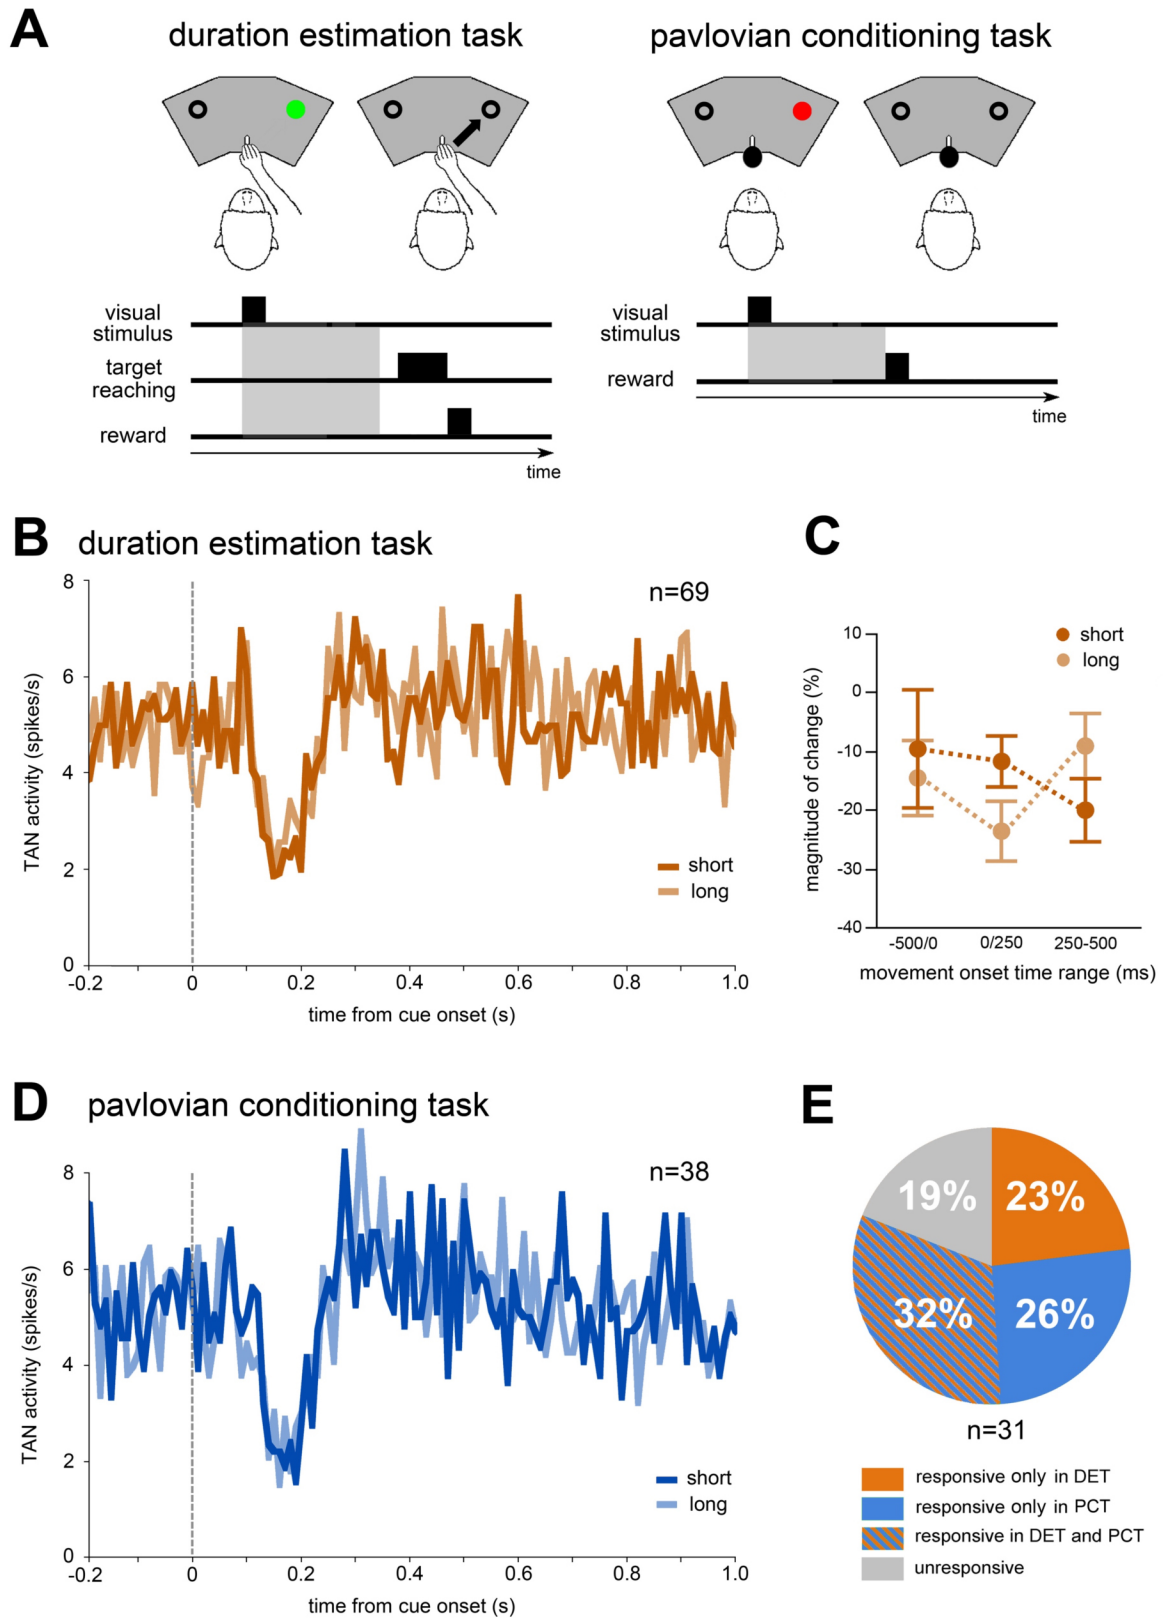 A
duration estimation task
pavlovian conditioning task
visual
stimulus
target
reaching
reward
time
visual
stimulus
reward
time
B
duration estimation task
n=69
8
6
4
2
0
TAN activity (spikes/s)
short
long
-0.2
0
0.2
0.4
0.6
0.8
1.0
time from cue onset (s)
C
10
0
-10
-20
-30
-40
magnitude of change (%)
short
long
-500/0
0/250
250-500
movement onset time range (ms)
D
pavlovian conditioning task
n=38
8
6
4
2
0
TAN activity (spikes/s)
short
long
-0.2
0
0.2
0.4
0.6
0.8
1.0
time from cue onset (s)
E
19%
23%
32%
26%
n=31
responsive only in DET
responsive only in PCT
responsive in DET and PCT
unresponsive